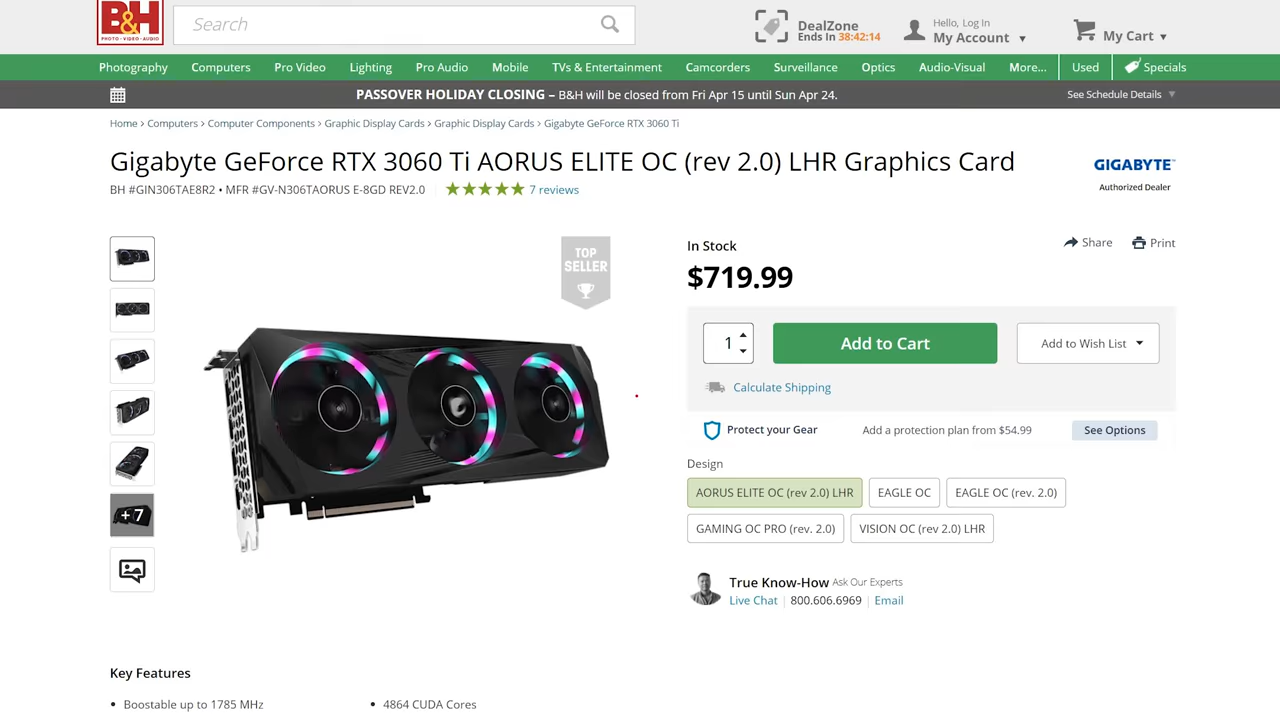 B&H
PHOTO • VIDEO • AUDIO
Search
DealZone
Ends In 38:42:14
Hello, Log In
My Account
My Cart
Photography Computers Pro Video Lighting Pro Audio Mobile TVs & Entertainment Camcorders Surveillance Optics Audio-Visual More... Used Specials
PASSOVER HOLIDAY CLOSING – B&H will be closed from Fri Apr 15 until Sun Apr 24.
See Schedule Details
Home > Computers > Computer Components > Graphic Display Cards > Graphic Display Cards > Gigabyte GeForce RTX 3060 Ti
Gigabyte GeForce RTX 3060 Ti AORUS ELITE OC (rev 2.0) LHR Graphics Card
BH #GIN306TAE8R2 • MFR #GV-N306TAORUS E-8GD REV2.0
7 reviews
GIGABYTE™
Authorized Dealer
TOP
SELLER
+7
In Stock
Share
Print
$719.99
1
Add to Cart
Add to Wish List
Calculate Shipping
Protect your Gear
Add a protection plan from $54.99
See Options
Design
AORUS ELITE OC (rev 2.0) LHR
EAGLE OC
EAGLE OC (rev. 2.0)
GAMING OC PRO (rev. 2.0)
VISION OC (rev 2.0) LHR
True Know-How Ask Our Experts
Live Chat | 800.606.6969 | Email
Key Features
• Boostable up to 1785 MHz
• 4864 CUDA Cores